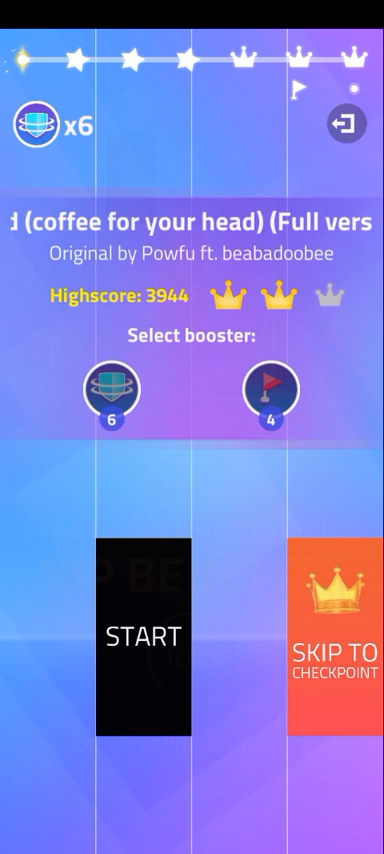 x6
(coffee for your head) (Full vers
Original by Powfu ft. beabadoobee
Highscore: 3944
Select booster:
6
4
START
SKIP TO
CHECKPOINT